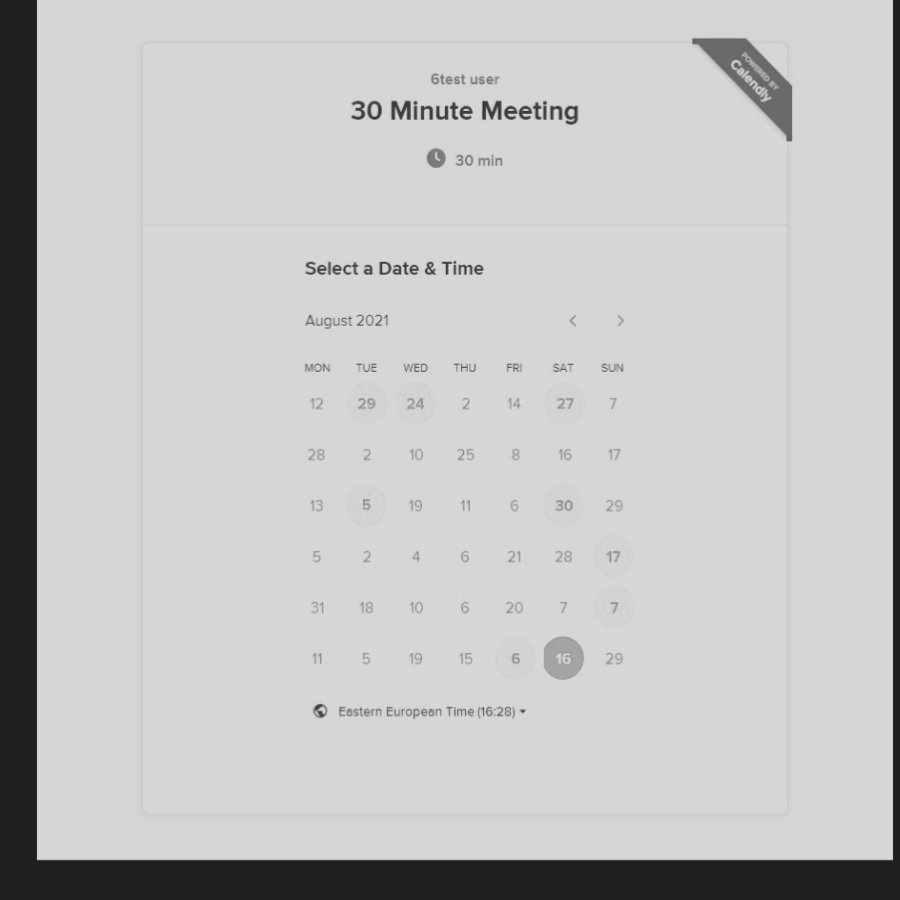 POWERED BY
Calendly
6test user
30 Minute Meeting
30 min
Select a Date & Time
August 2021
MON TUE WED THU FRI SAT SUN
12 29 24 2 14 27 7
28 2 10 25 8 16 17
13 5 19 11 6 30 29
5 2 4 6 21 28 17
31 18 10 6 20 7 7
11 5 19 15 6 16 29
Eastern European Time (16:28)